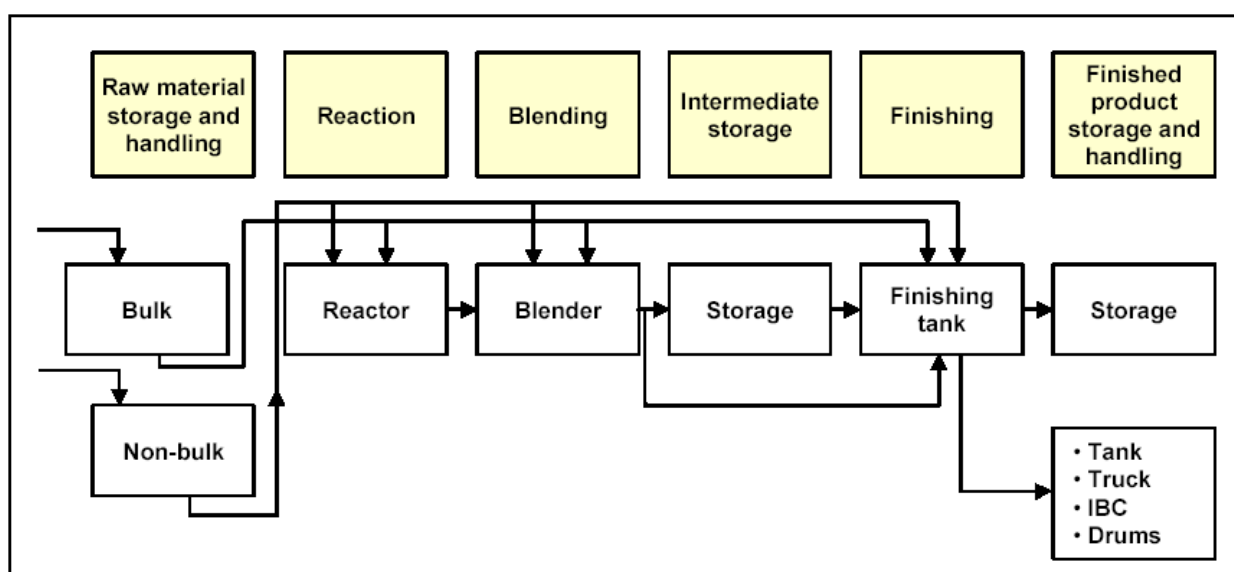 Raw material
storage and
handling
Reaction
Blending
Intermediate
storage
Finishing
Finished
product
storage and
handling
Bulk
Reactor
Blender
Storage
Finishing
tank
Storage
Non-bulk
• Tank
• Truck
• IBC
• Drums